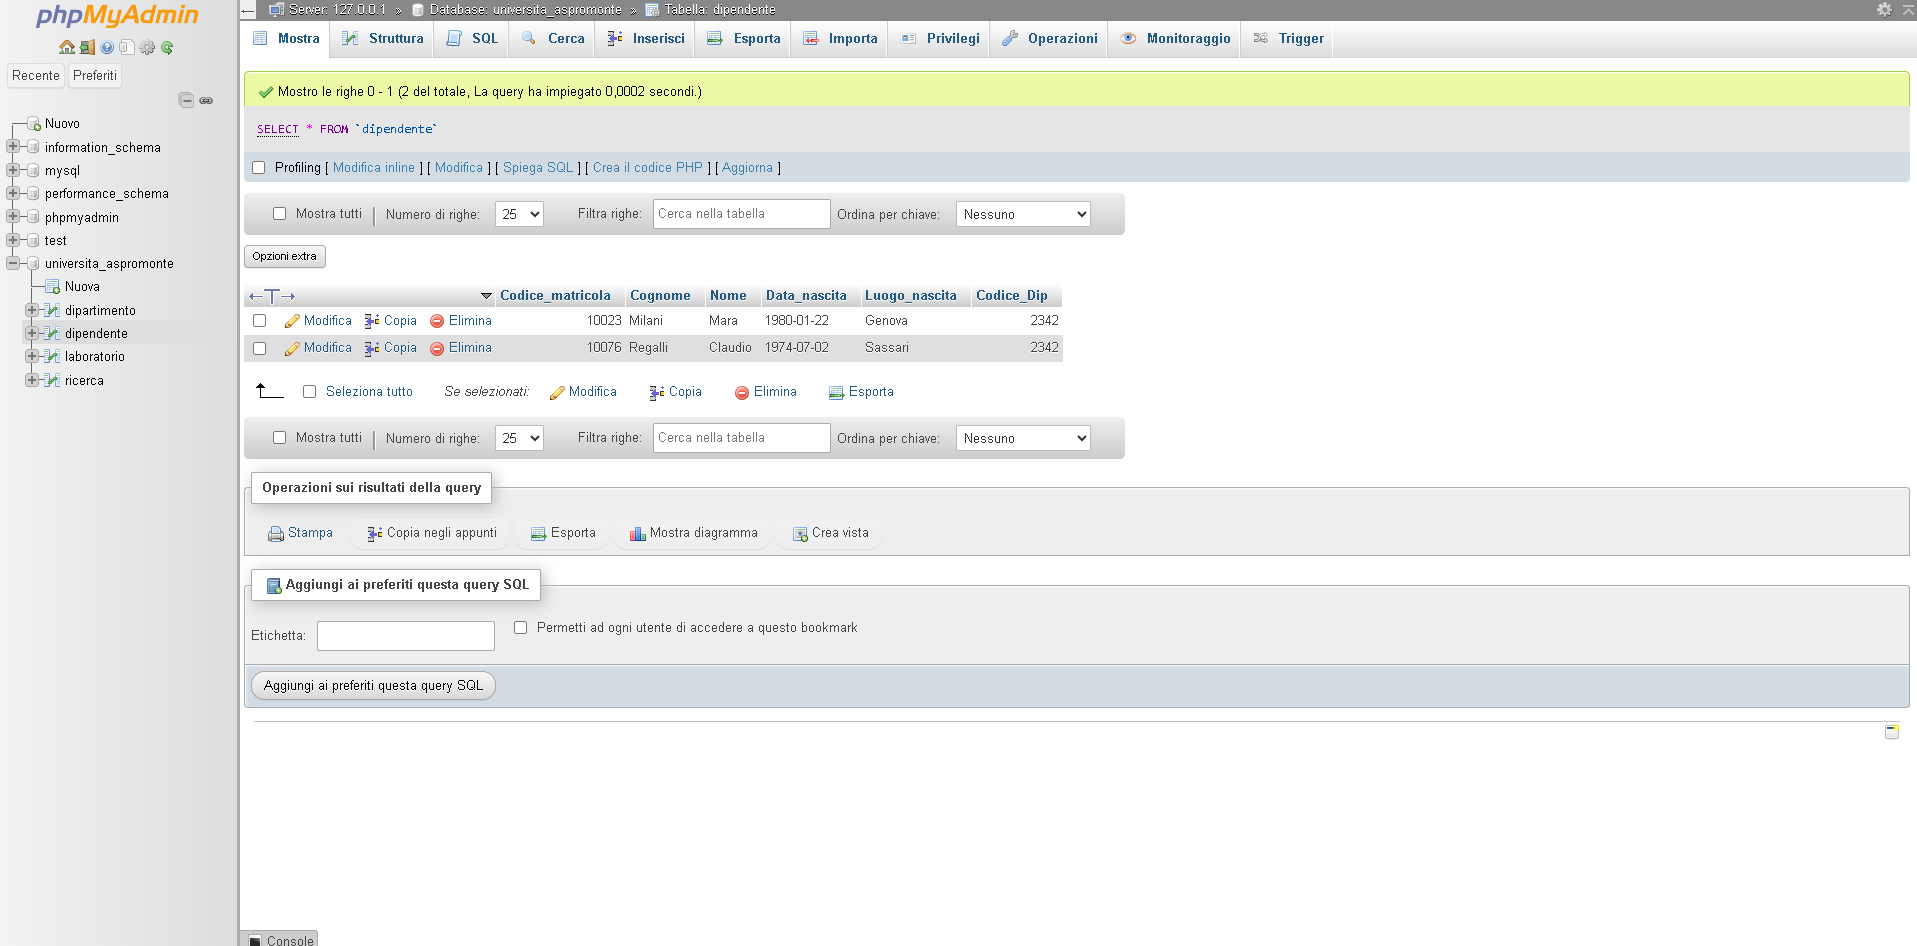 phpMyAdmin
Recente Preferiti
Nuovo
information_schema
mysql
performance_schema
phpmyadmin
test
universita_aspromonte
Nuova
dipartimento
dipendente
laboratorio
ricerca
Server: 127.0.0.1 » Database: universita_aspromonte » Tabella: dipendente
Mostra Struttura SQL Cerca Inserisci Esporta Importa Privilegi Operazioni Monitoraggio Trigger
Mostro le righe 0 - 1 (2 del totale, La query ha impiegato 0,0002 secondi.)
SELECT * FROM `dipendente`
Profiling [ Modifica inline ] [ Modifica ] [ Spiega SQL ] [ Crea il codice PHP ] [ Aggiorna ]
Mostra tutti | Numero di righe: 25 Filtra righe: Cerca nella tabella Ordina per chiave: Nessuno
Opzioni extra
←T→ Codice_matricola Cognome Nome Data_nascita Luogo_nascita Codice_Dip
Modifica Copia Elimina 10023 Milani Mara 1980-01-22 Genova 2342
Modifica Copia Elimina 10076 Regalli Claudio 1974-07-02 Sassari 2342
Seleziona tutto Se selezionati: Modifica Copia Elimina Esporta
Mostra tutti | Numero di righe: 25 Filtra righe: Cerca nella tabella Ordina per chiave: Nessuno
Operazioni sui risultati della query
Stampa Copia negli appunti Esporta Mostra diagramma Crea vista
Aggiungi ai preferiti questa query SQL
Etichetta: Permetti ad ogni utente di accedere a questo bookmark
Aggiungi ai preferiti questa query SQL
Console